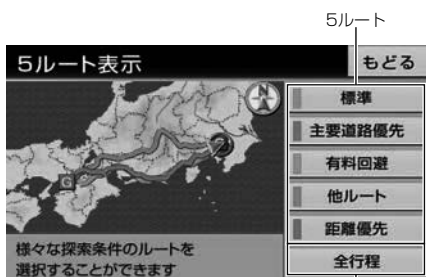 5ルート
5ルート表示
もどる
N
標準
主要道路優先
有料回避
他ルート
距離優先
全行程
G
様々な探索条件のルートを
選択することができます